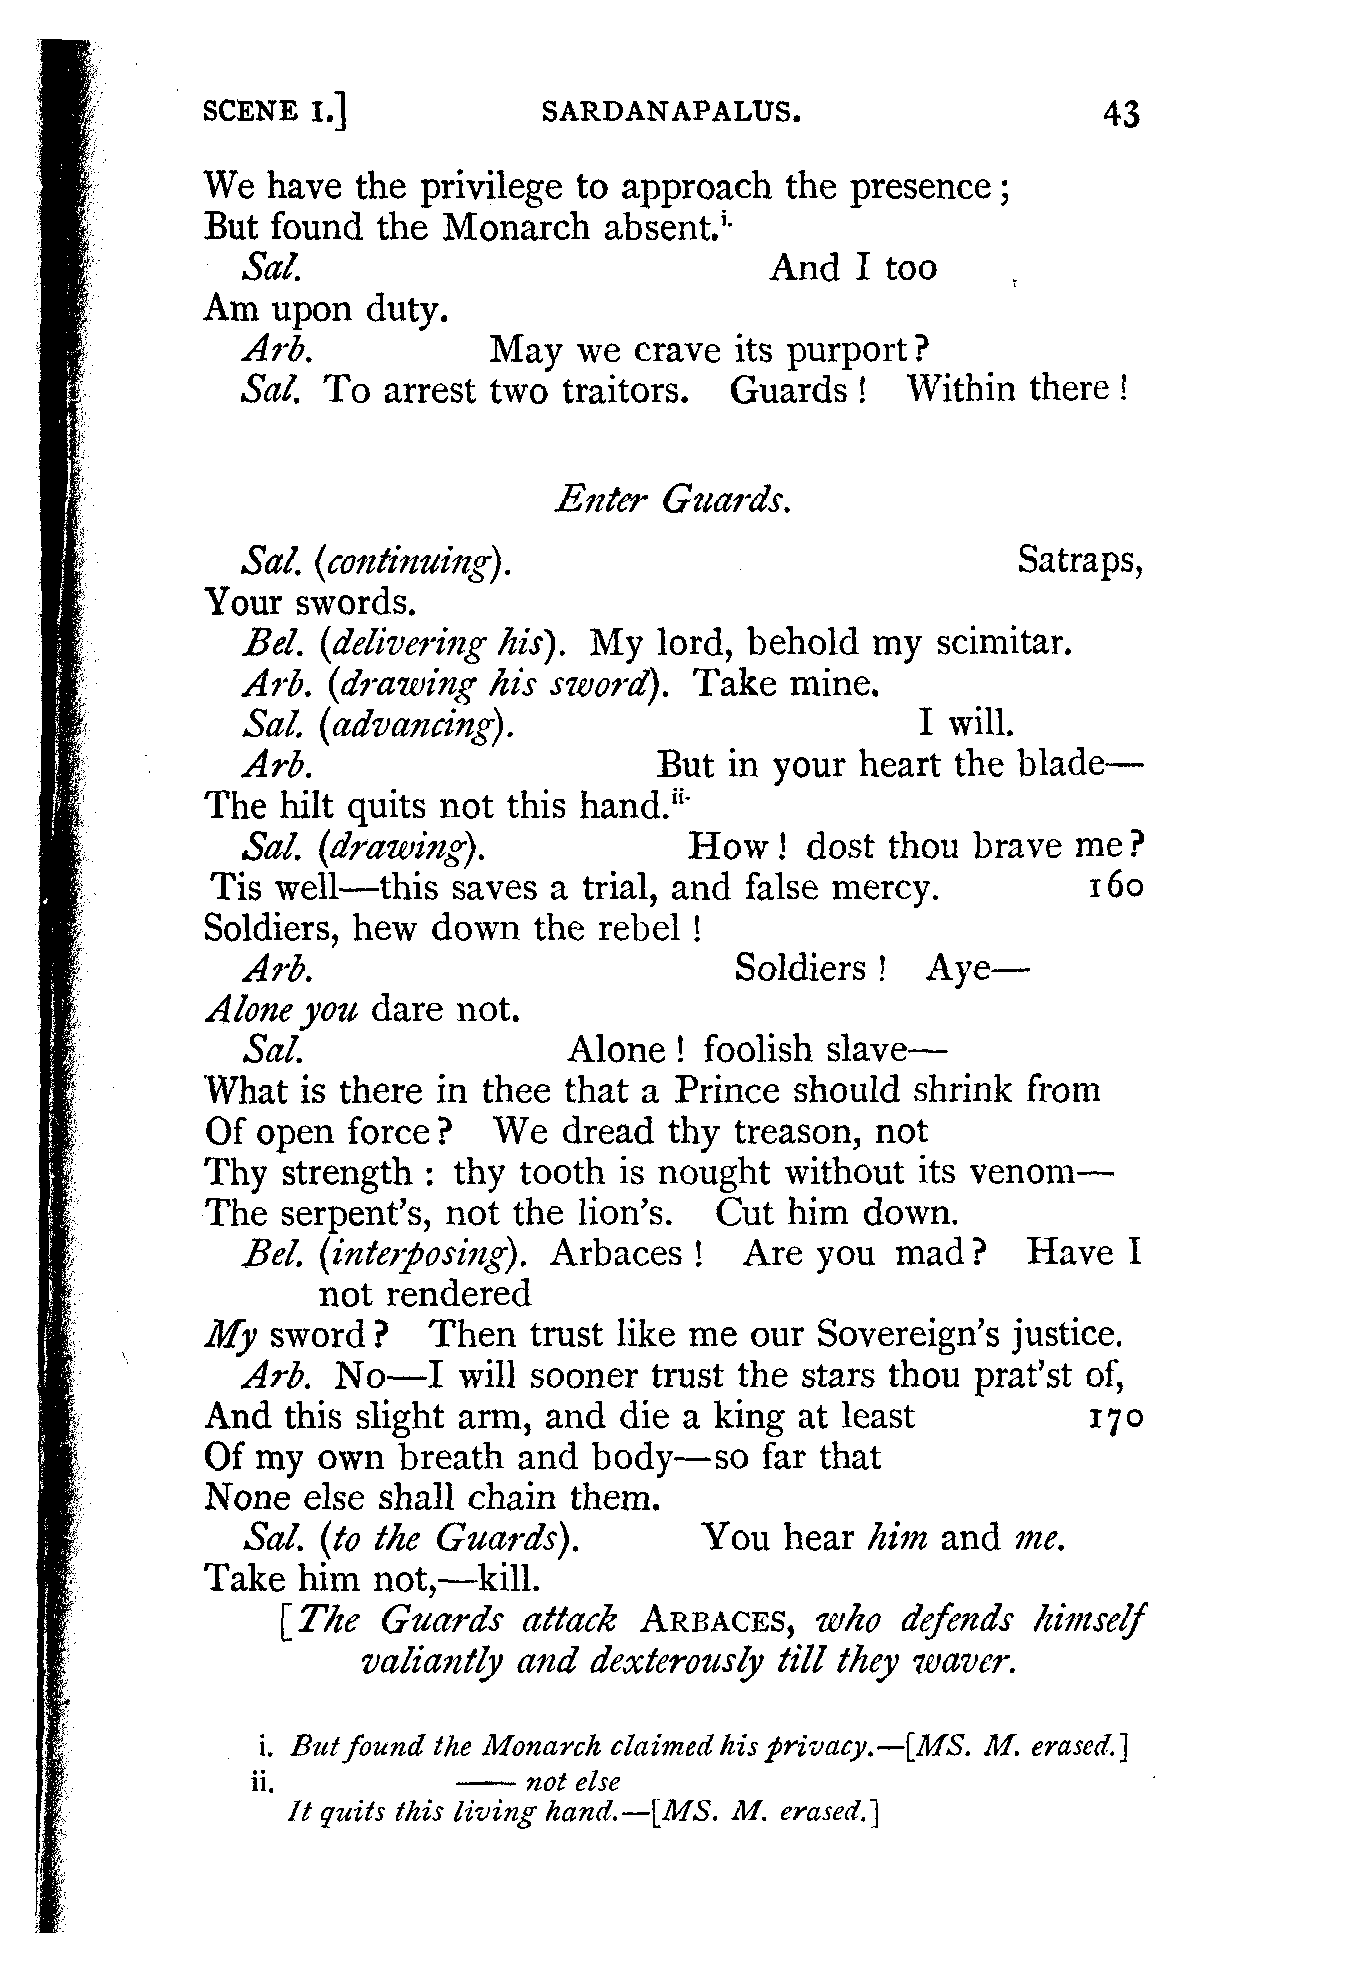 SCENE I.] SARDANAPALUS. 43
We have the privilege to approach the presence;
But found the Monarch absent.i.
Sal. And I too
Am upon duty.
Arb. May we crave its purport?
Sal. To arrest two traitors. Guards! Within there!
Enter Guards.
Sal. (continuing). Satraps,
Your swords.
Bel. (delivering his). My lord, behold my scimitar.
Arb. (drawing his sword). Take mine.
Sal. (advancing). I will.
Arb. But in your heart the blade—
The hilt quits not this hand.ii.
Sal. (drawing). How! dost thou brave me?
Tis well—this saves a trial, and false mercy. 160
Soldiers, hew down the rebel!
Arb. Soldiers! Aye—
Alone you dare not.
Sal. Alone! foolish slave—
What is there in thee that a Prince should shrink from
Of open force? We dread thy treason, not
Thy strength: thy tooth is nought without its venom—
The serpent's, not the lion's. Cut him down.
Bel. (interposing). Arbaces! Are you mad? Have I
not rendered
My sword? Then trust like me our Sovereign's justice.
Arb. No—I will sooner trust the stars thou prat'st of,
And this slight arm, and die a king at least 170
Of my own breath and body—so far that
None else shall chain them.
Sal. (to the Guards). You hear him and me.
Take him not,—kill.
[The Guards attack ARBACES, who defends himself
valiantly and dexterously till they waver.
i. But found the Monarch claimed his privacy.—[MS. M. erased.]
ii. —— not else
It quits this living hand.—[MS. M. erased.]